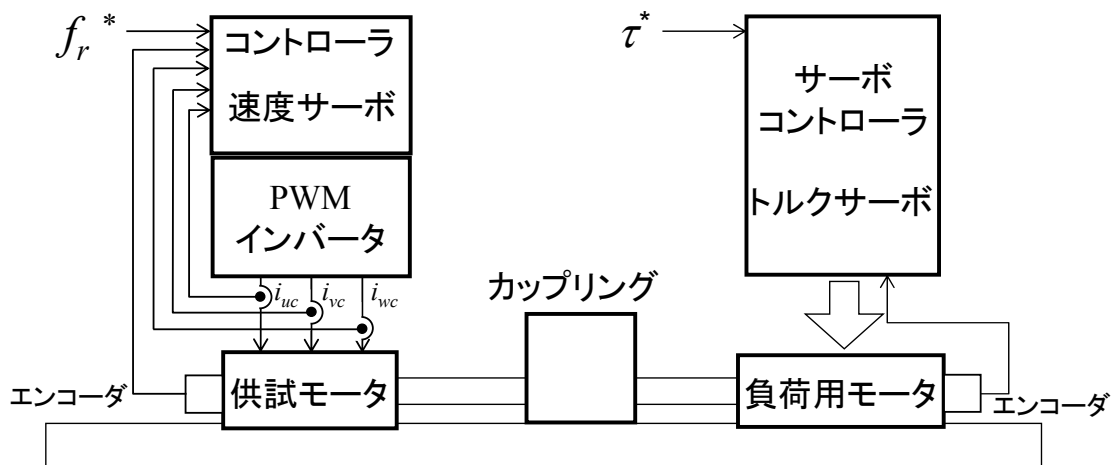 f_r *
コントローラ
速度サーボ
PWM
インバータ
i_uc
i_vc
i_wc
エンコーダ
供試モータ
カップリング
τ*
サーボ
コントローラ
トルクサーボ
負荷用モータ
エンコーダ